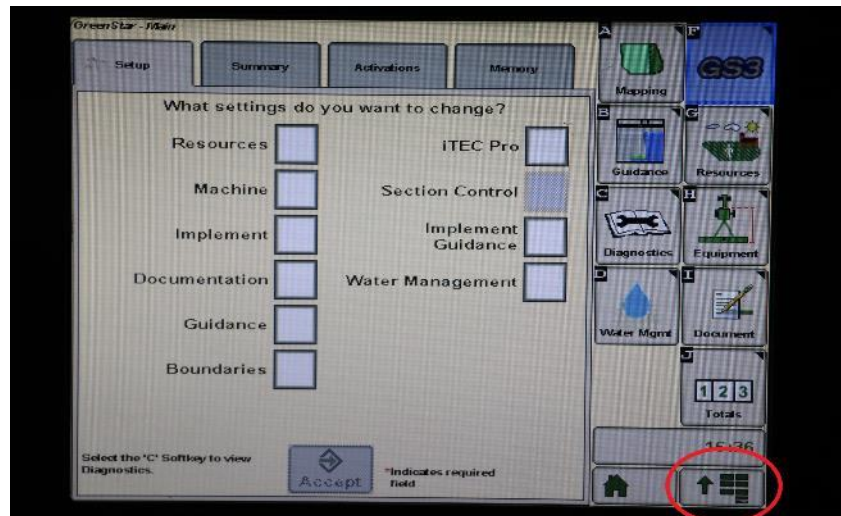 GreenStar - Main
Setup
Summary
Activations
Memory
What settings do you want to change?
Resources
iTEC Pro
Machine
Section Control
Implement
Implement
Guidance
Documentation
Water Management
Guidance
Boundaries
Select the 'C' Softkey to view
Diagnostics.
Accept
*Indicates required
field
A
Mapping
F
GS3
B
Guidance
G
Resources
C
Diagnostics
H
Equipment
D
Water Mgmt
I
Document
J
1 2 3
Totals
15:36